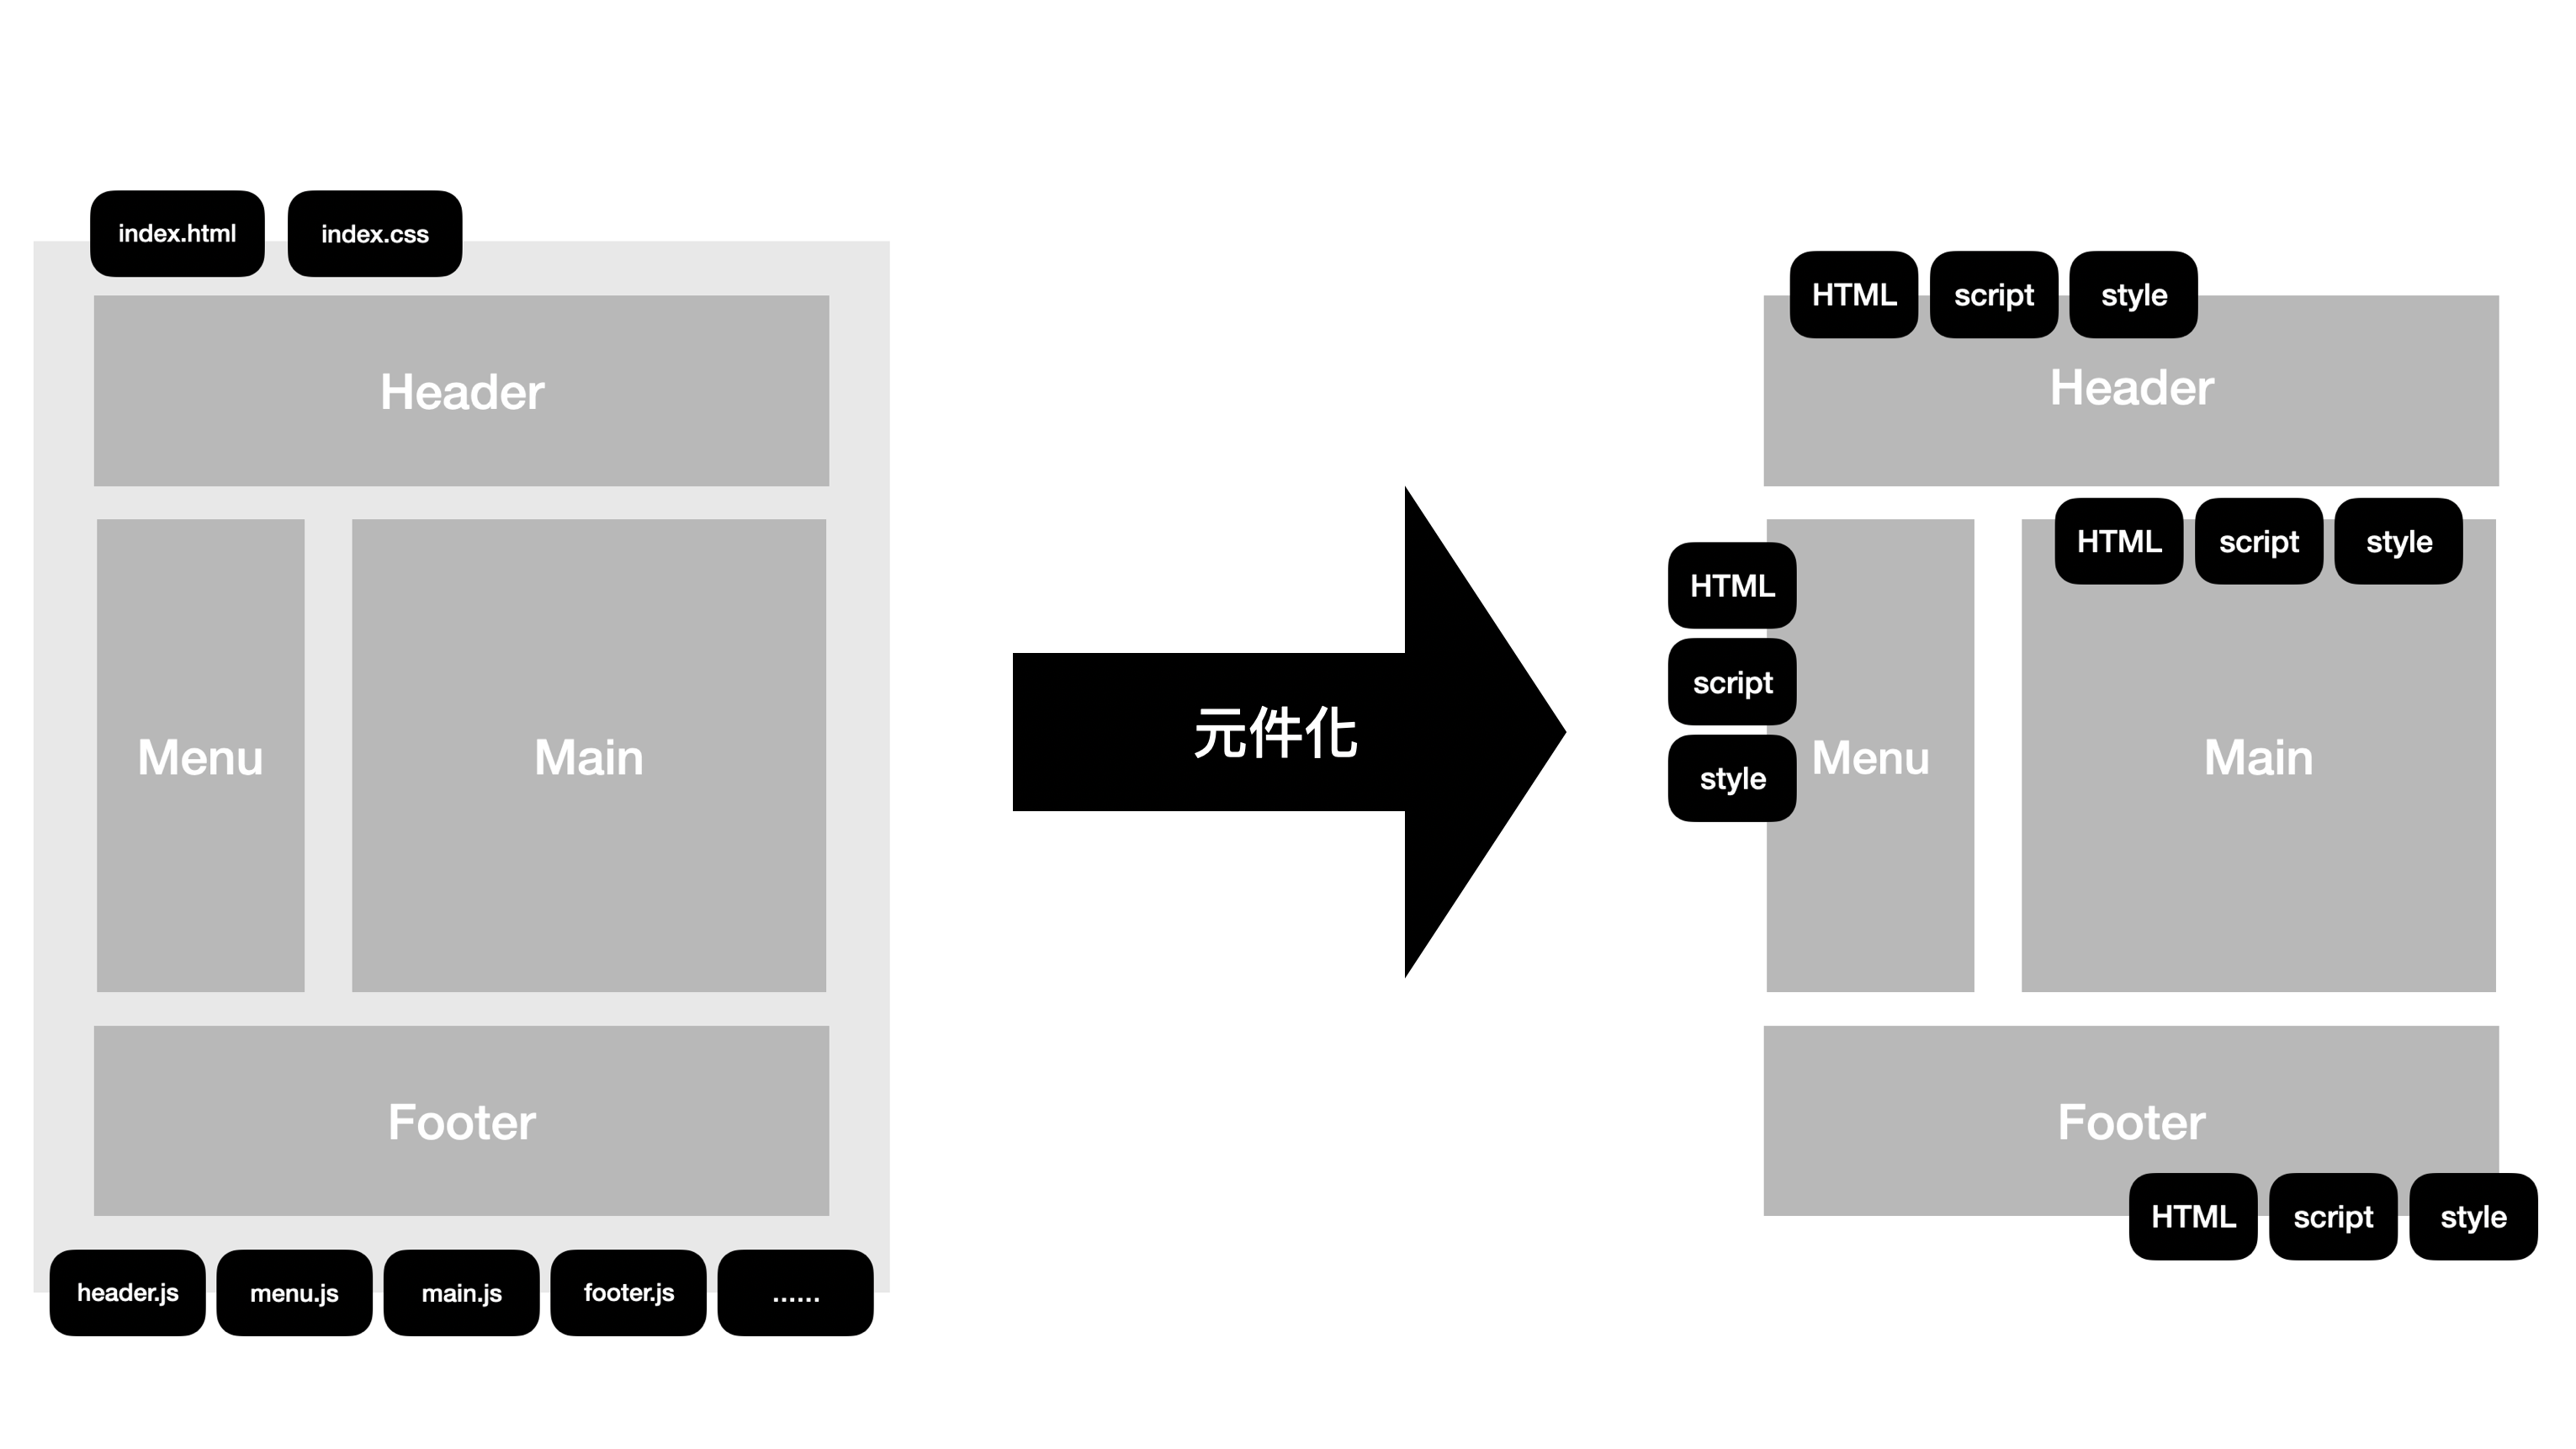 index.html
index.css
Header
Menu
Main
Footer
header.js
menu.js
main.js
footer.js
......
元件化
HTML
script
style
Header
HTML
script
style
Menu
HTML
script
style
Main
Footer
HTML
script
style